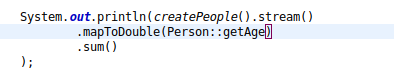 System.out.println(createPeople().stream()
.mapToDouble(Person::getAge)
.sum()
);